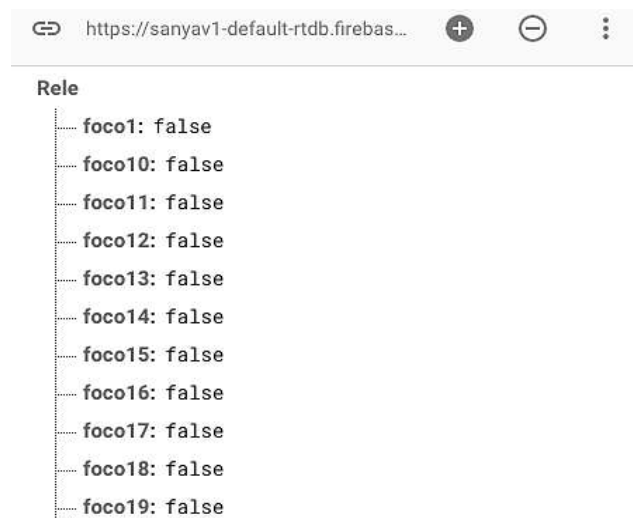 https://sanyav1-default-rtdb.firebas...
Rele
foco1: false
foco10: false
foco11: false
foco12: false
foco13: false
foco14: false
foco15: false
foco16: false
foco17: false
foco18: false
foco19: false